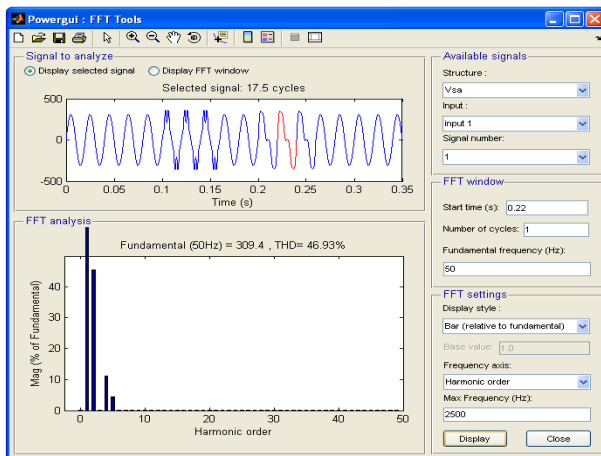 Powergui : FFT Tools
Signal to analyze
Display selected signal Display FFT window
Selected signal: 17.5 cycles
500
0
-500
0 0.05 0.1 0.15 0.2 0.25 0.3 0.35
Time (s)
FFT analysis
Fundamental (50Hz) = 309.4 , THD= 46.93%
Mag (% of Fundamental)
40
30
20
10
0
0 10 20 30 40 50
Harmonic order
Available signals
Structure :
Vsa
Input :
input 1
Signal number:
1
FFT window
Start time (s): 0.22
Number of cycles: 1
Fundamental frequency (Hz):
50
FFT settings
Display style :
Bar (relative to fundamental)
Base value: 1.0
Frequency axis:
Harmonic order
Max Frequency (Hz):
2500
Display Close